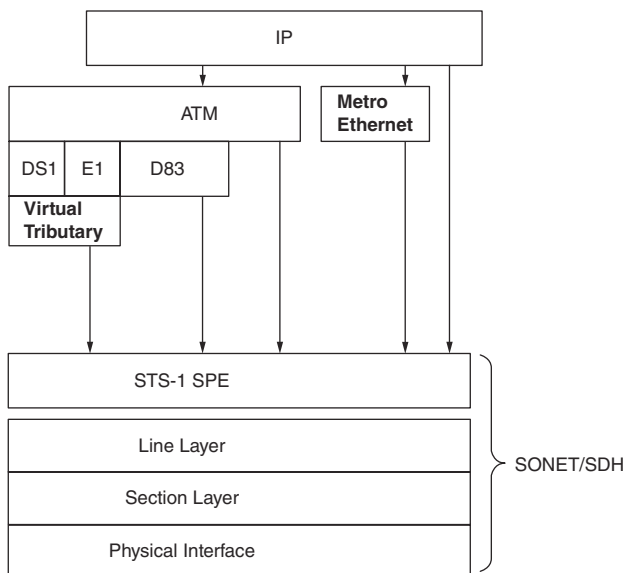 IP
ATM
Metro
Ethernet
DS1
E1
D83
Virtual
Tributary
STS-1 SPE
Line Layer
Section Layer
Physical Interface
SONET/SDH